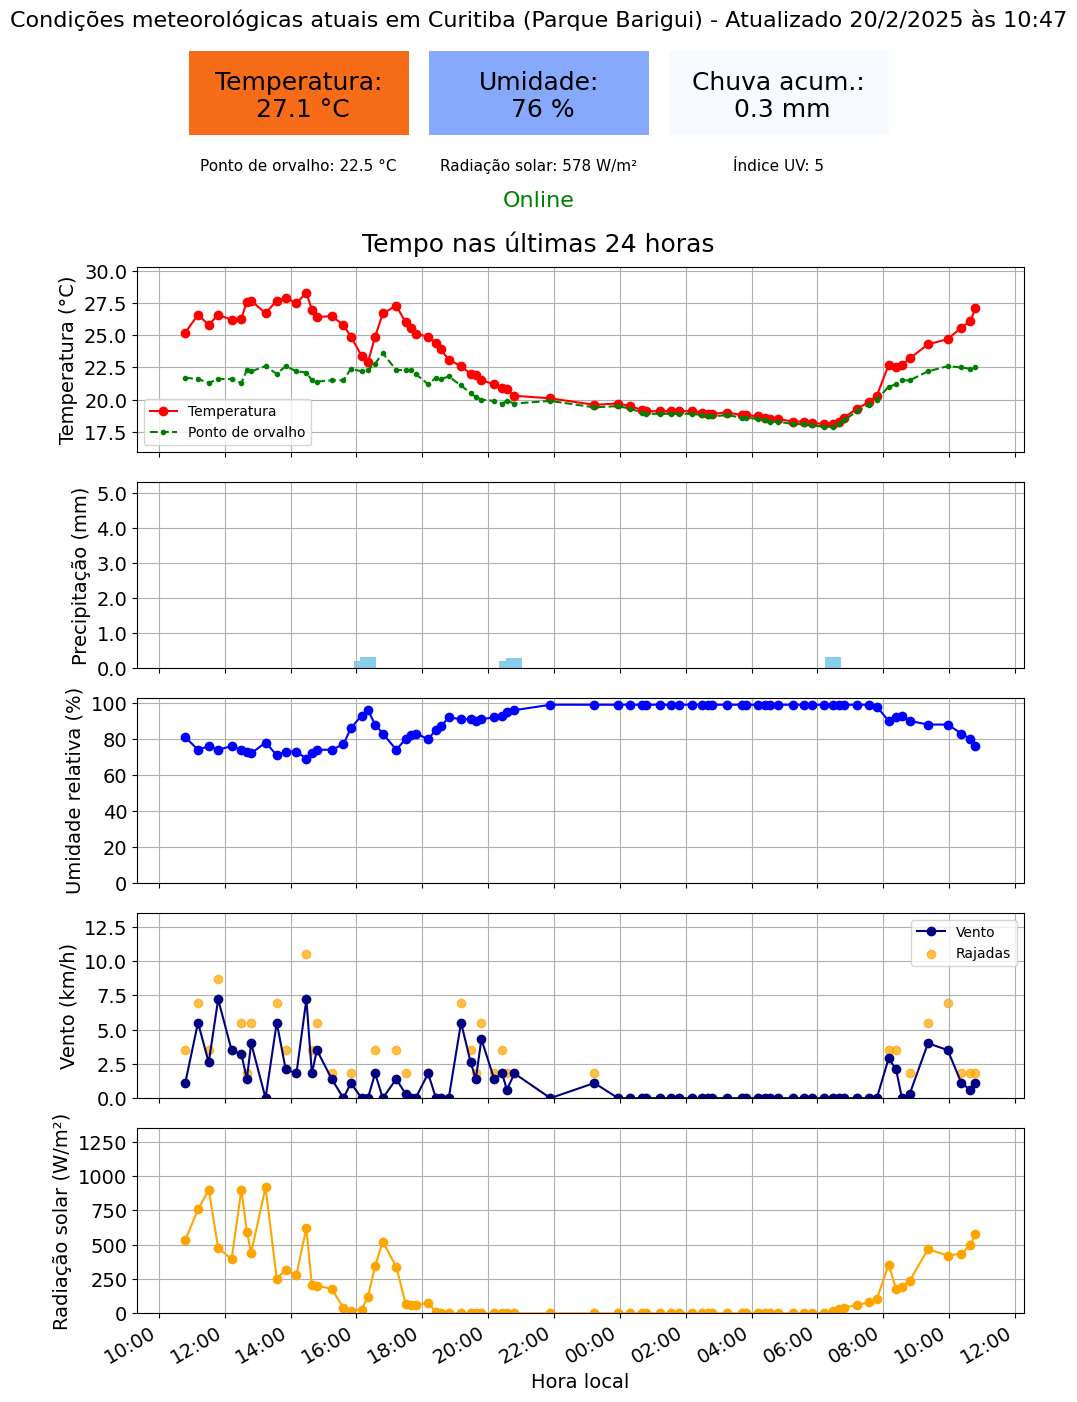 Condições meteorológicas atuais em Curitiba (Parque Barigui) - Atualizado 20/2/2025 às 10:47
Temperatura:
27.1 °C
Umidade:
76 %
Chuva acum.:
0.3 mm
Ponto de orvalho: 22.5 °C
Radiação solar: 578 W/m²
Índice UV: 5
Online
Tempo nas últimas 24 horas
Temperatura (°C)
30.0
27.5
25.0
22.5
20.0
17.5
Temperatura
Ponto de orvalho
Precipitação (mm)
5.0
4.0
3.0
2.0
1.0
0.0
Umidade relativa (%)
100
80
60
40
20
0
Vento (km/h)
12.5
10.0
7.5
5.0
2.5
0.0
Vento
Rajadas
Radiação solar (W/m²)
1250
1000
750
500
250
0
10:00
12:00
14:00
16:00
18:00
20:00
22:00
00:00
02:00
04:00
06:00
08:00
10:00
12:00
Hora local